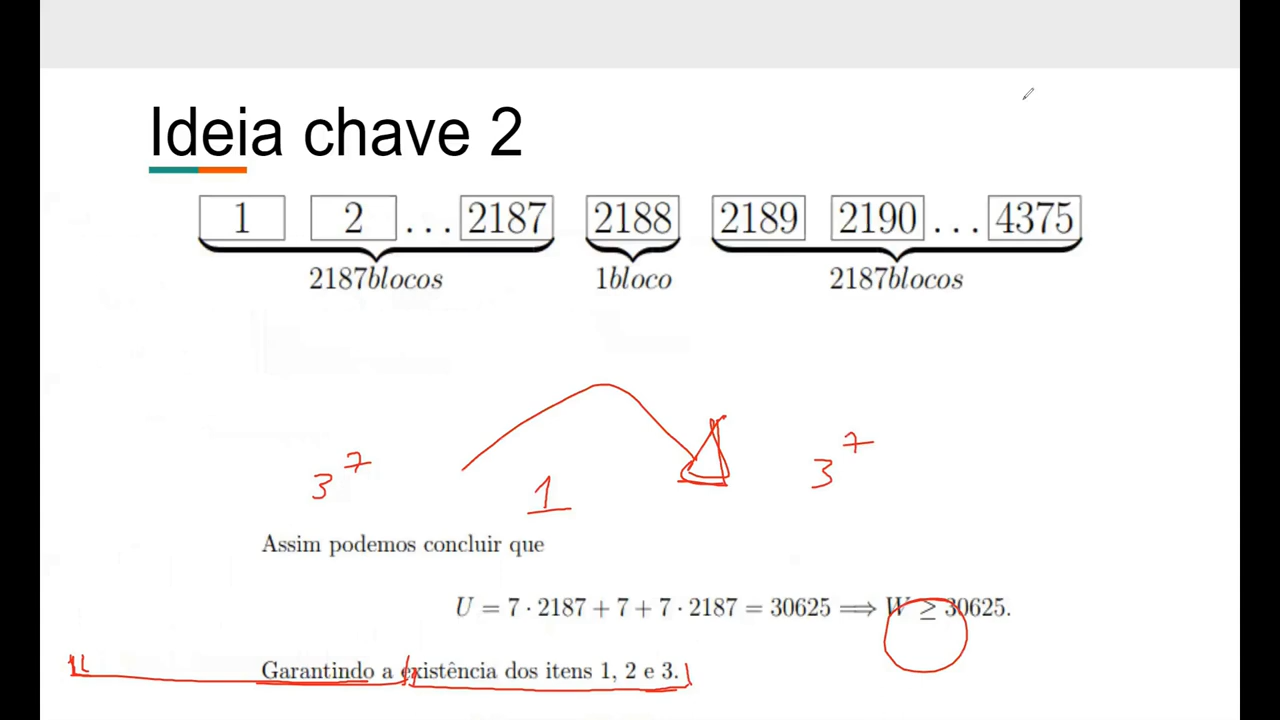 Ideia chave 2
1 2 ... 2187 2188 2189 2190 ... 4375
2187blocos 1bloco 2187blocos
3^7 1 3^7
Assim podemos concluir que
U = 7 · 2187 + 7 + 7 · 2187 = 30625 ⟹ W ≥ 30625.
Garantindo a existência dos itens 1, 2 e 3.